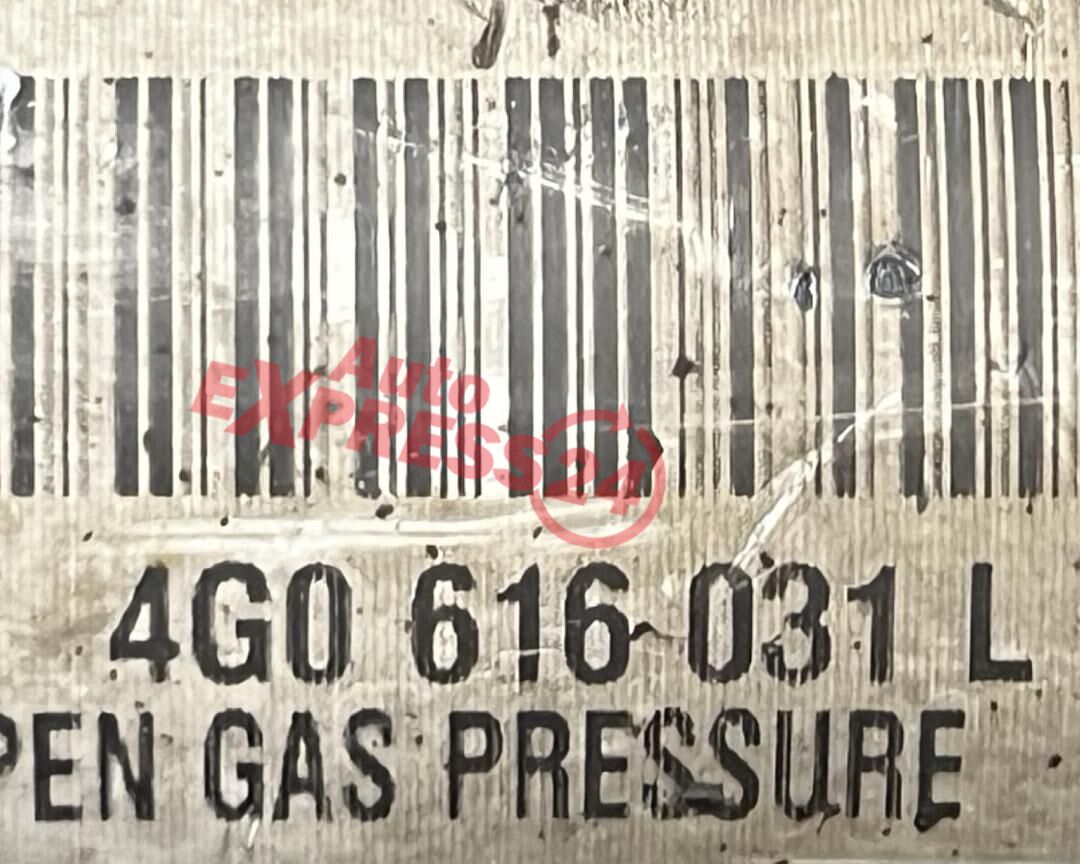 Auto
EXPRESS24
4G0 616 031 L
PEN GAS PRESSURE